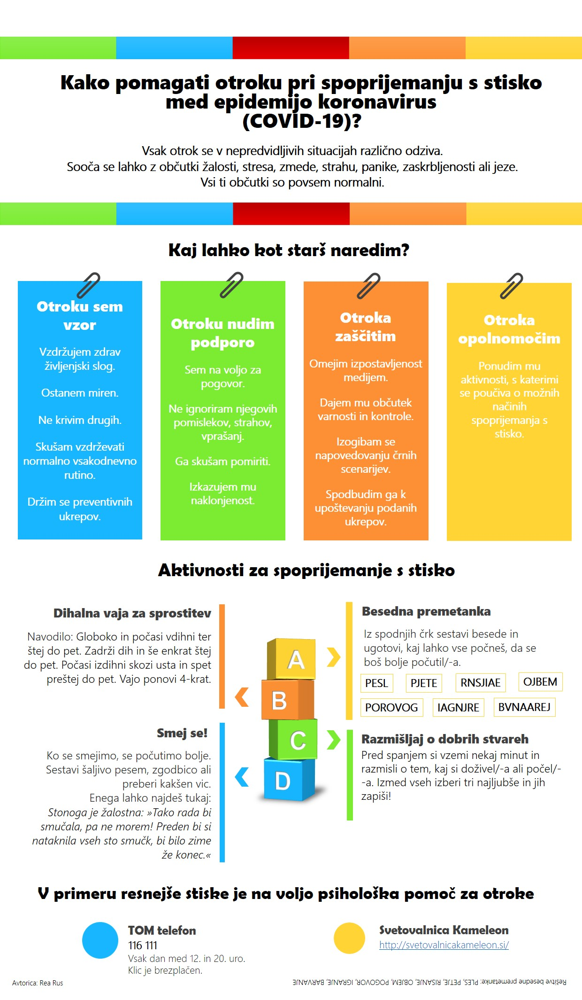 Kako pomagati otroku pri spoprijemanju s stisko
med epidemijo koronavirus
(COVID-19)?
Vsak otrok se v nepredvidljivih situacijah različno odziva.
Sooča se lahko z občutki žalosti, stresa, zmede, strahu, panike, zaskrbljenosti ali jeze.
Vsi ti občutki so povsem normalni.
Kaj lahko kot starš naredim?
Otroku sem
vzor
Vzdržujem zdrav
življenjski slog.
Ostanem miren.
Ne krivim drugih.
Skušam vzdrževati
normalno vsakodnevno
rutino.
Držim se preventivnih
ukrepov.
Otroku nudim
podporo
Sem na voljo za
pogovor.
Ne ignoriram njegovih
pomislekov, strahov,
vprašanj.
Ga skušam pomiriti.
Izkazujem mu
naklonjenost.
Otroka
zaščitim
Omejim izpostavljenost
medijem.
Dajem mu občutek
varnosti in kontrole.
Izogibam se
napovedovanju črnih
scenarijev.
Spodbudim ga k
upoštevanju podanih
ukrepov.
Otroka
opolnomočim
Ponudim mu
aktivnosti, s katerimi
se poučiva o možnih
načinih
spoprijemanja s
stisko.
Aktivnosti za spoprijemanje s stisko
Dihalna vaja za sprostitev
Navodilo: Globoko in počasi vdihni ter
štej do pet. Zadrži dih in še enkrat štej
do pet. Počasi izdihni skozi usta in spet
preštej do pet. Vajo ponovi 4-krat.
Smej se!
Ko se smejimo, se počutimo bolje.
Sestavi šaljivo pesem, zgodbico ali
preberi kakšen vic.
Enega lahko najdeš tukaj:
Stonoga je žalostna: »Tako rada bi
smučala, pa ne morem! Preden bi si
nataknila vseh sto smučk, bi bilo zime
že konec.«
A
B
C
D
Besedna premetanka
Iz spodnjih črk sestavi besede in
ugotovi, kaj lahko vse počneš, da se
boš bolje počutil/-a.
PESL PJETE RNSJIAE OJBEM
POROVOG IAGNJRE BVNAAREJ
Razmišljaj o dobrih stvareh
Pred spanjem si vzemi nekaj minut in
razmisli o tem, kaj si doživel/-a ali počel/-
-a. Izmed vseh izberi tri najljubše in jih
zapiši!
V primeru resnejše stiske je na voljo psihološka pomoč za otroke
TOM telefon
116 111
Vsak dan med 12. in 20. uro.
Klic je brezplačen.
Svetovalnica Kameleon
http://svetovalnicakameleon.si/
Avtorica: Rea Rus
Rešitve besedne premetanke: PLES, PETJE, RISANJE, OBJEM, POGOVOR, IGRANJE, BARVANJE